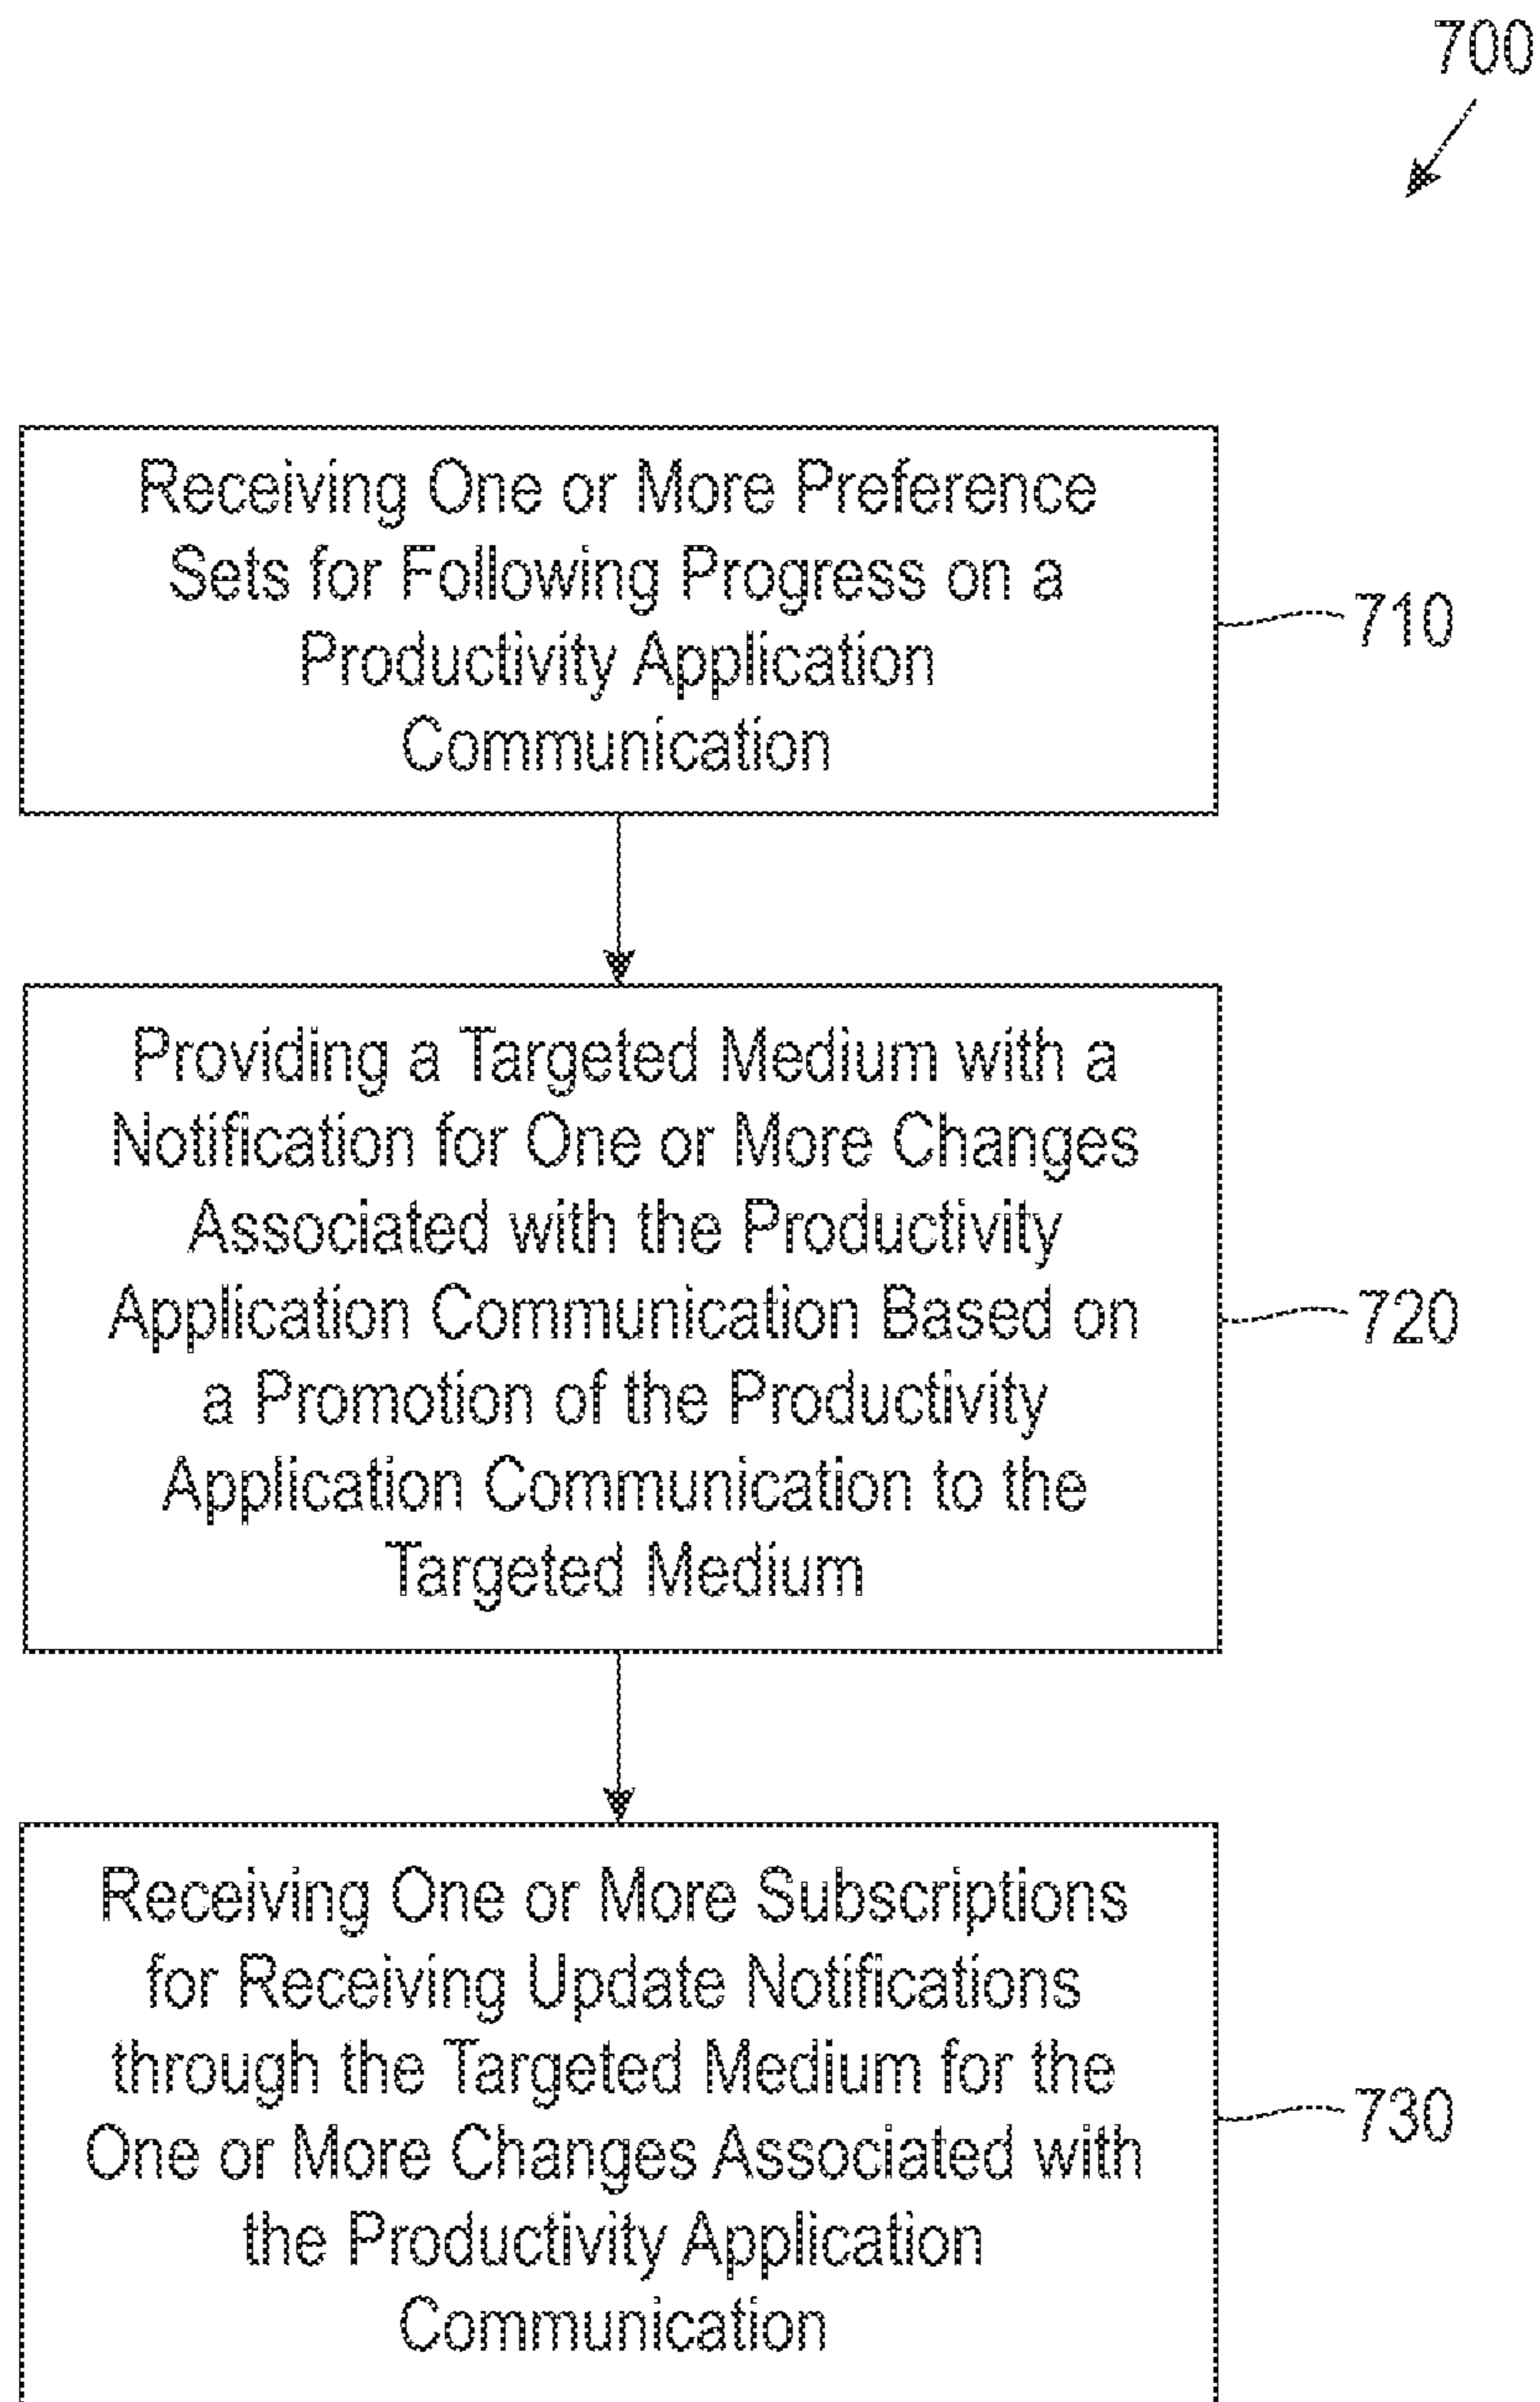 700
Receiving One or More Preference
Sets for Following Progress on a
Productivity Application
Communication
710
Providing a Targeted Medium with a
Notification for One or More Changes
Associated with the Productivity
Application Communication Based on
a Promotion of the Productivity
Application Communication to the
Targeted Medium
720
Receiving One or More Subscriptions
for Receiving Update Notifications
through the Targeted Medium for the
One or More Changes Associated with
the Productivity Application
Communication
730